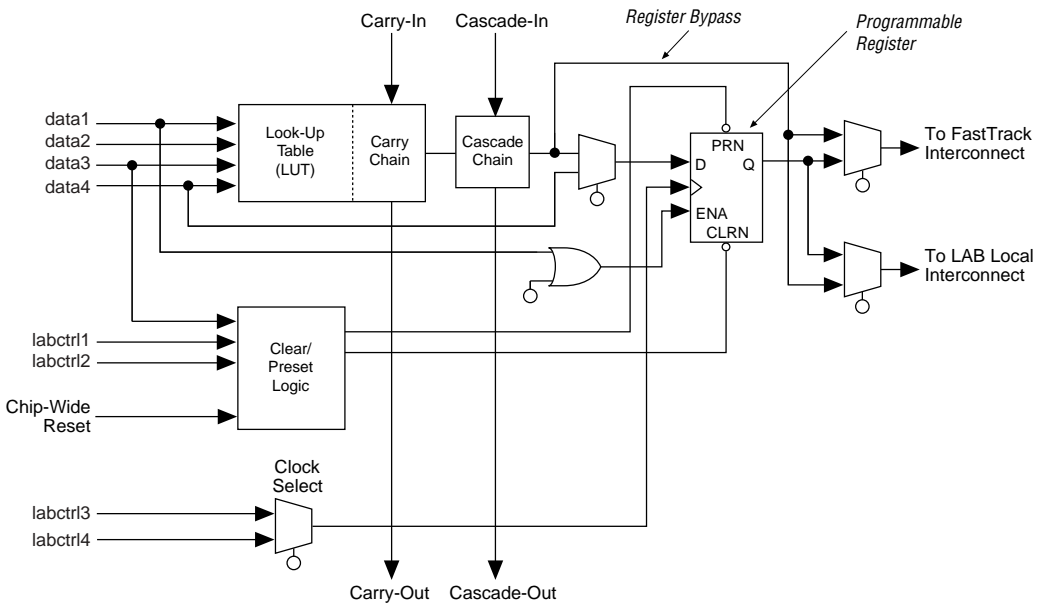 Carry-In
Cascade-In
Register Bypass
Programmable
Register
data1
data2
data3
data4
Look-Up
Table
(LUT)
Carry
Chain
Cascade
Chain
PRN
D
Q
ENA
CLRN
To FastTrack
Interconnect
To LAB Local
Interconnect
labctrl1
labctrl2
Clear/
Preset
Logic
Chip-Wide
Reset
Clock
Select
labctrl3
labctrl4
Carry-Out
Cascade-Out